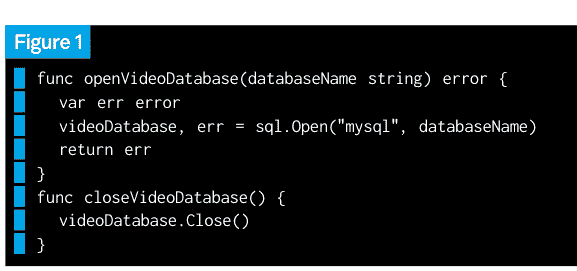 Figure 1
func openVideoDatabase(databaseName string) error {
var err error
videoDatabase, err = sql.Open("mysql", databaseName)
return err
}
func closeVideoDatabase() {
videoDatabase.Close()
}